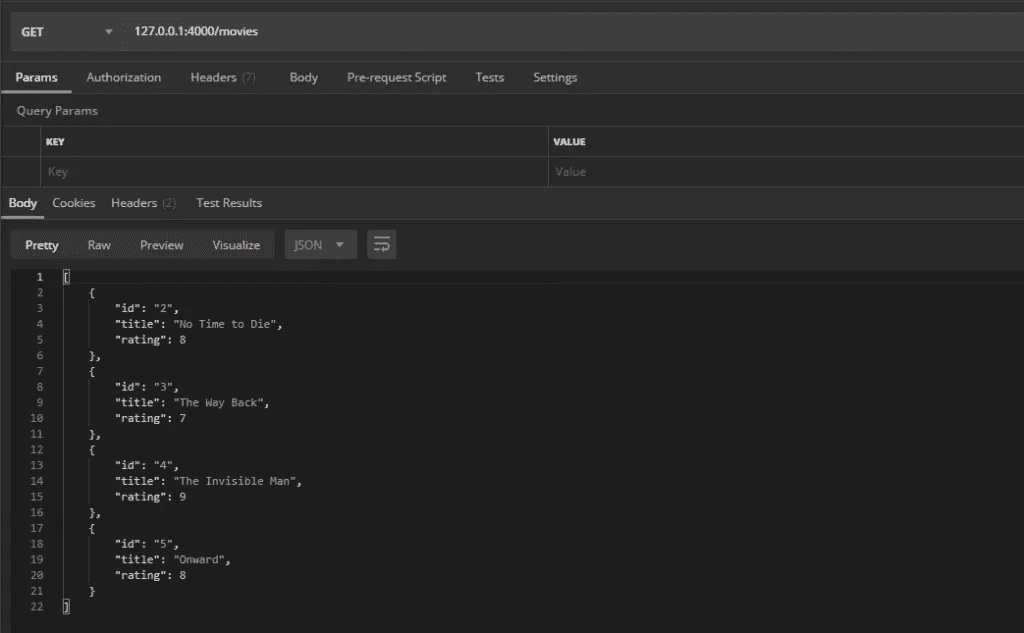 GET 127.0.0.1:4000/movies
Params Authorization Headers (7) Body Pre-request Script Tests Settings
Query Params
KEY VALUE
Key Value
Body Cookies Headers (2) Test Results
Pretty Raw Preview Visualize JSON
1 [
2 {
3 "id": "2",
4 "title": "No Time to Die",
5 "rating": 8
6 },
7 {
8 "id": "3",
9 "title": "The Way Back",
10 "rating": 7
11 },
12 {
13 "id": "4",
14 "title": "The Invisible Man",
15 "rating": 9
16 },
17 {
18 "id": "5",
19 "title": "Onward",
20 "rating": 8
21 }
22 ]